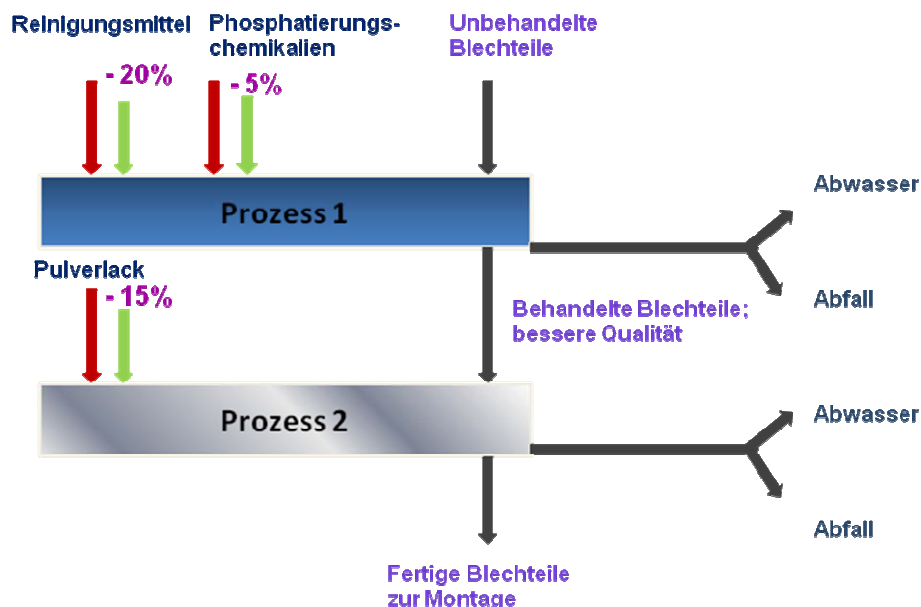 Reinigungsmittel
Phosphatierungs-
chemikalien
Unbehandelte
Blechteile
- 20%
- 5%
Prozess 1
Abwasser
Abfall
Pulverlack
- 15%
Behandelte Blechteile;
bessere Qualität
Prozess 2
Abwasser
Abfall
Fertige Blechteile
zur Montage